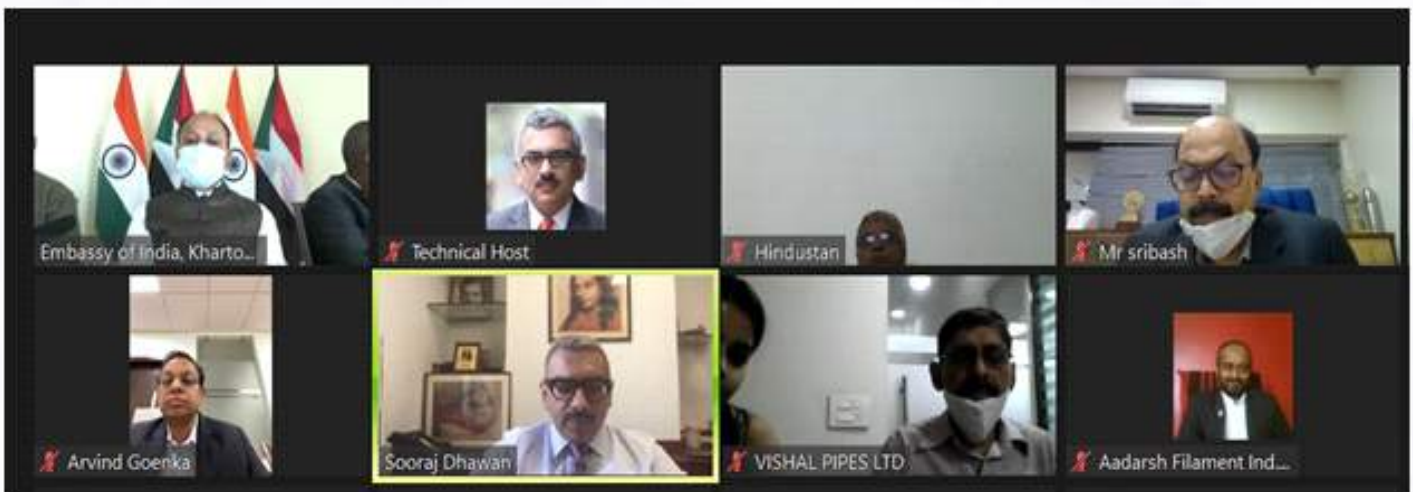 Embassy of India, Kharto...
Technical Host
Hindustan
Mr sribash
Arvind Goenka
Sooraj Dhawan
VISHAL PIPES LTD
Aadarsh Filament Ind...